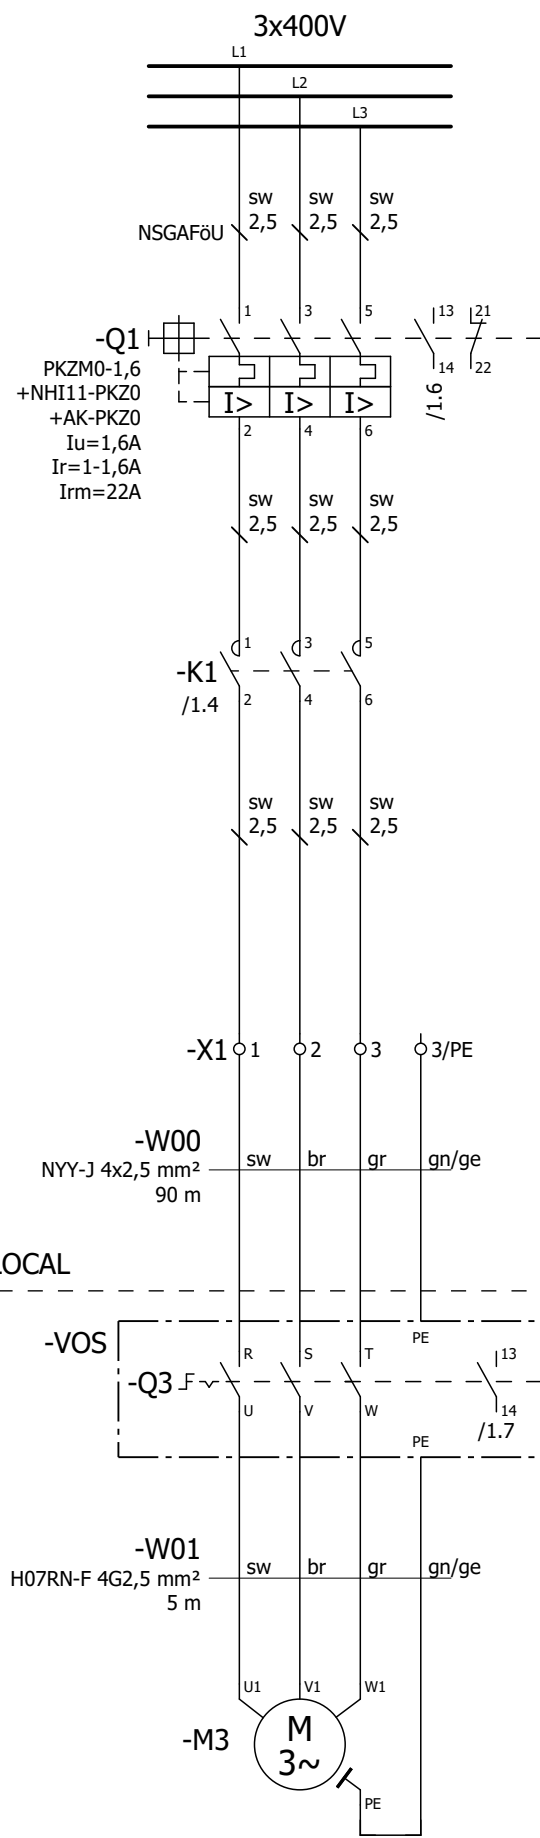 3x400V
L1
L2
L3
sw sw sw
NSGAFöU 2,5 2,5 2,5
1 3 5 13 21
-Q1
PKZM0-1,6 14 22
+NHI11-PKZ0 I> I> I> /1.6
+AK-PKZ0 2 4 6
Iu=1,6A
Ir=1-1,6A
Irm=22A
sw sw sw
2,5 2,5 2,5
1 3 5
-K1
/1.4 2 4 6
sw sw sw
2,5 2,5 2,5
-X1 1 2 3 3/PE
-W00
NYY-J 4x2,5 mm² sw br gr gn/ge
90 m
LOCAL
-VOS PE
R S T 13
-Q3
U V W 14
/1.7
PE
-W01
H07RN-F 4G2,5 mm² sw br gr gn/ge
5 m
U1 V1 W1
-M3 M
3~
PE